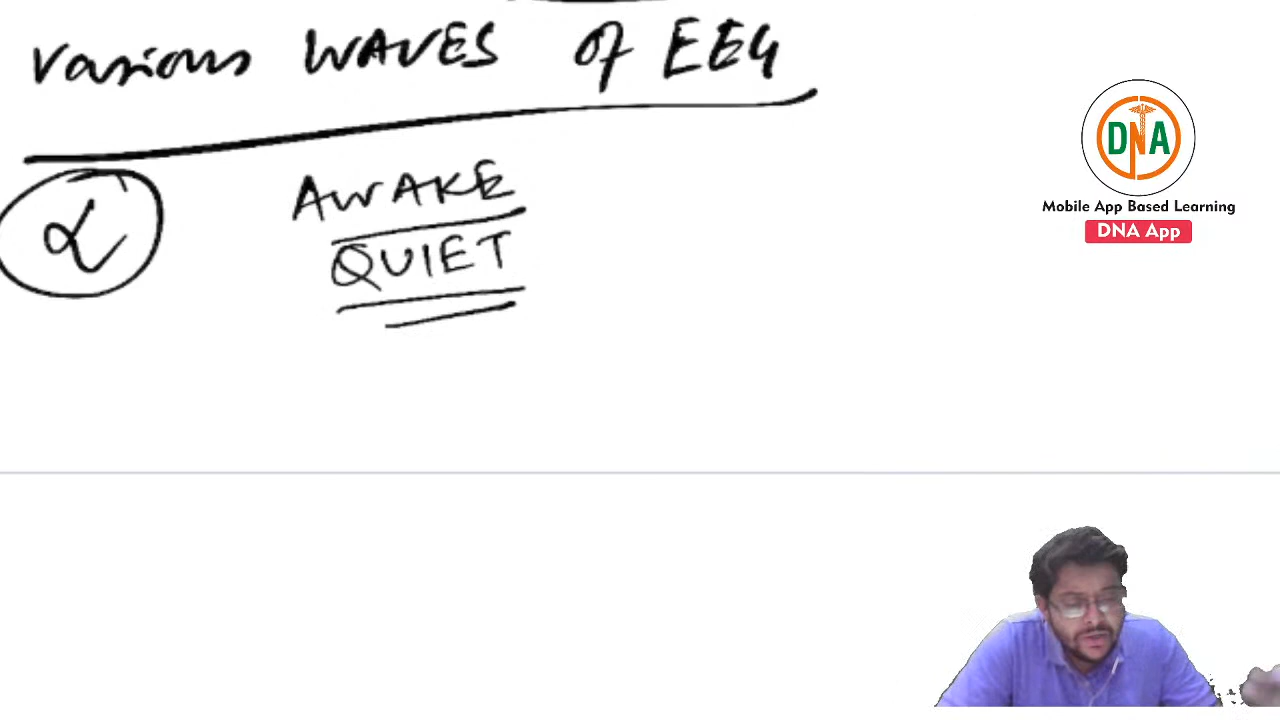 Various WAVES of EEG
α
AWAKE
QUIET
DNA
Mobile App Based Learning
DNA App